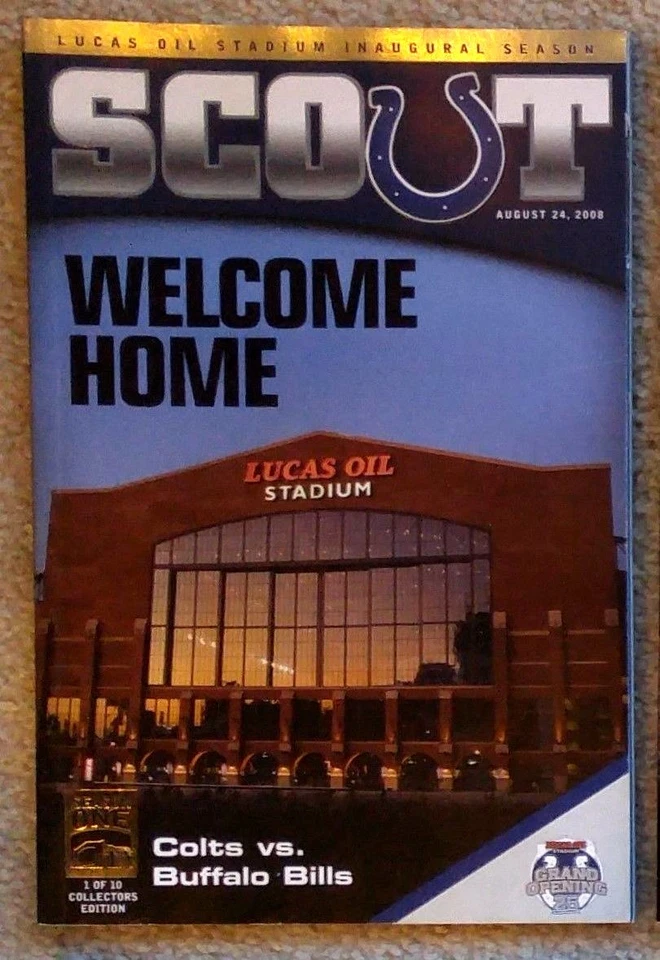 LUCAS OIL STADIUM INAUGURAL SEASON
SCOUT
AUGUST 24, 2008
WELCOME
HOME
LUCAS OIL
STADIUM
SEASON
ONE
1 OF 10
COLLECTORS
EDITION
Colts vs.
Buffalo Bills
STADIUM
GRAND
OPENING